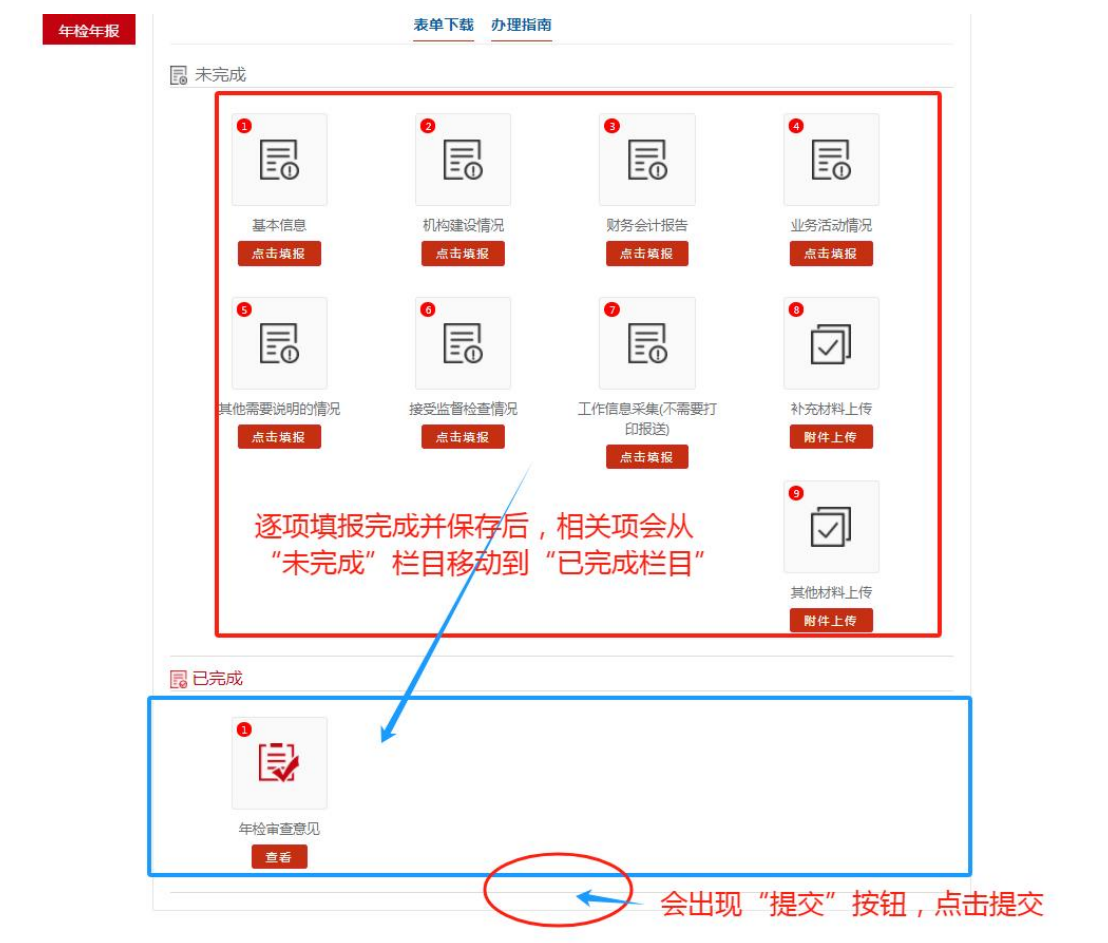 年检年报
表单下载 办理指南
未完成
1 2 3 4
基本信息 机构建设情况 财务会计报告 业务活动情况
点击填报 点击填报 点击填报 点击填报
5 6 7 8
其他需要说明的情况 接受监督检查情况 工作信息采集(不需要打 补充材料上传
印报送)
点击填报 点击填报 附件上传
点击填报
9
逐项填报完成并保存后，相关项会从
“未完成”栏目移动到“已完成栏目”
其他材料上传
附件上传
已完成
1
年检审查意见
查看
会出现“提交”按钮，点击提交